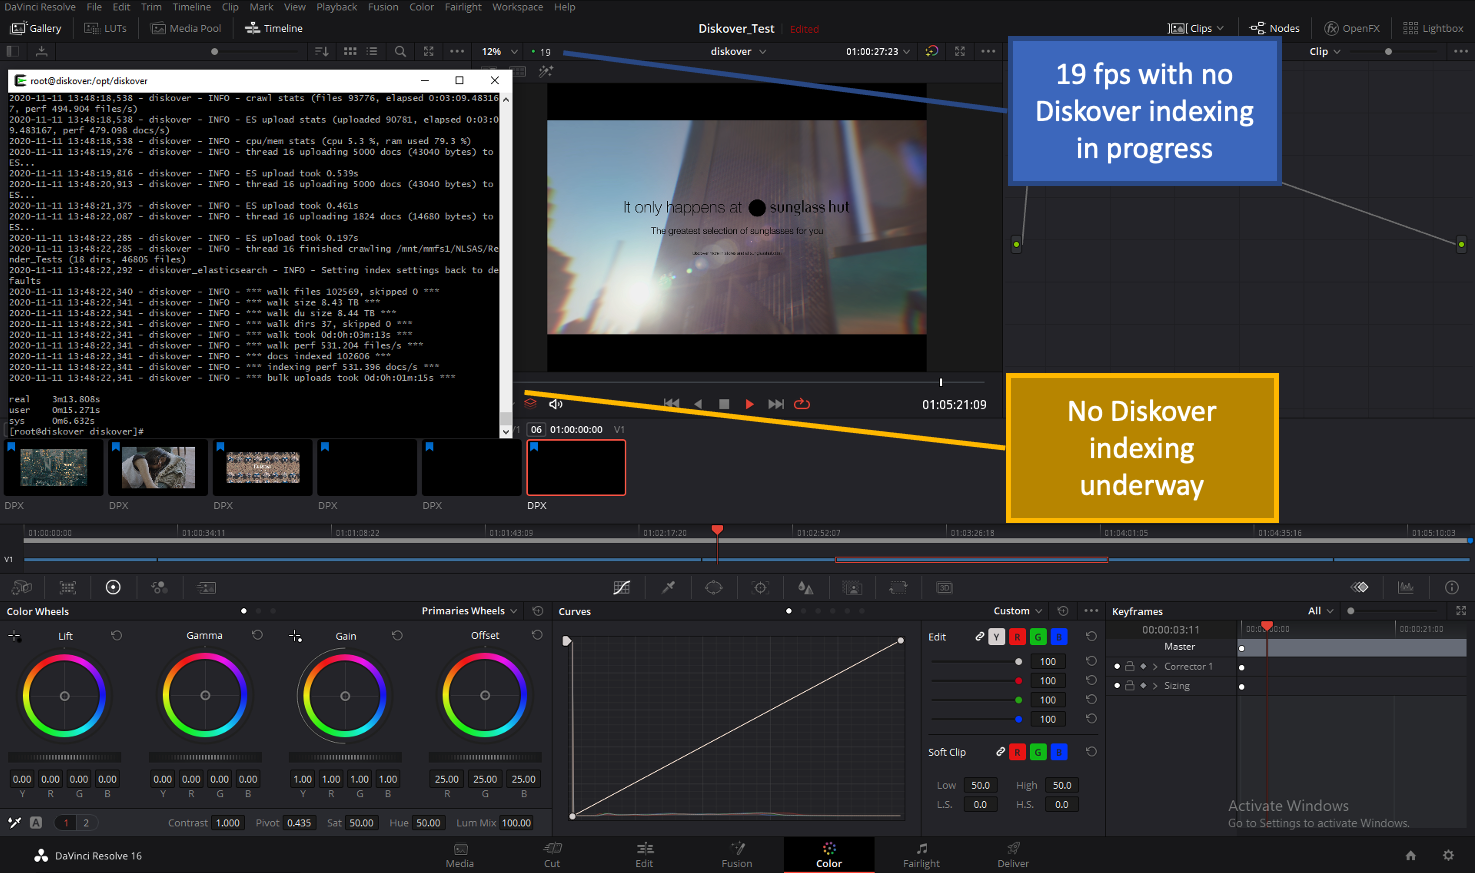 DaVinci Resolve File Edit Trim Timeline Clip Mark View Playback Fusion Color Fairlight Workspace Help
Gallery LUTs Media Pool Timeline
Diskover_Test Edited
Clips Nodes OpenFX Lightbox
12% 19 diskover 01:00:27:23 Clip
root@diskover:/opt/diskover
2020-11-11 13:48:18,538 - diskover - INFO - crawl stats (files 93776, elapsed 0:03:09.48316
7, perf 494.904 files/s)
2020-11-11 13:48:18,538 - diskover - INFO - ES upload stats (uploaded 90781, elapsed 0:03:0
9.483167, perf 479.098 docs/s)
2020-11-11 13:48:18,538 - diskover - INFO - cpu/mem stats (cpu 5.3 %, ram used 79.3 %)
2020-11-11 13:48:19,276 - diskover - INFO - thread 16 uploading 5000 docs (43040 bytes) to
ES...
2020-11-11 13:48:19,816 - diskover - INFO - ES upload took 0.539s
2020-11-11 13:48:20,913 - diskover - INFO - thread 16 uploading 5000 docs (43040 bytes) to
ES...
2020-11-11 13:48:21,375 - diskover - INFO - ES upload took 0.461s
2020-11-11 13:48:22,087 - diskover - INFO - thread 16 uploading 1824 docs (14680 bytes) to
ES...
2020-11-11 13:48:22,285 - diskover - INFO - ES upload took 0.197s
2020-11-11 13:48:22,285 - diskover - INFO - thread 16 finished crawling /mnt/mmfs1/NLSAS/Re
nder_Tests (18 dirs, 46805 files)
2020-11-11 13:48:22,292 - diskover_elasticsearch - INFO - Setting index settings back to de
faults
2020-11-11 13:48:22,340 - diskover - INFO - *** walk files 102569, skipped 0 ***
2020-11-11 13:48:22,341 - diskover - INFO - *** walk size 8.43 TB ***
2020-11-11 13:48:22,341 - diskover - INFO - *** walk du size 8.44 TB ***
2020-11-11 13:48:22,341 - diskover - INFO - *** walk dirs 37, skipped 0 ***
2020-11-11 13:48:22,341 - diskover - INFO - *** walk took 0d:0h:03m:13s ***
2020-11-11 13:48:22,341 - diskover - INFO - *** walk perf 531.204 files/s ***
2020-11-11 13:48:22,341 - diskover - INFO - *** docs indexed 102606 ***
2020-11-11 13:48:22,341 - diskover - INFO - *** indexing perf 531.396 docs/s ***
2020-11-11 13:48:22,341 - diskover - INFO - *** bulk uploads took 0d:0h:01m:15s ***
real 3m13.808s
user 0m15.271s
sys 0m6.632s
[root@diskover diskover]#
It only happens at sunglass hut
The greatest selection of sunglasses for you
19 fps with no
Diskover indexing
in progress
01:05:21:09
No Diskover
indexing
underway
V1 06 01:00:00:00 V1
DPX DPX DPX DPX DPX DPX
01:00:00:00 01:00:34:11 01:01:08:22 01:01:43:09 01:02:17:20 01:02:52:07 01:03:26:18 01:04:01:05 01:04:35:16 01:05:10:03
V1
3D
Color Wheels Primaries Wheels
Lift Gamma Gain Offset
0.00 0.00 0.00 0.00 0.00 0.00 0.00 0.00 1.00 1.00 1.00 1.00 25.00 25.00 25.00
Y R G B Y R G B Y R G B R G B
A 1 2 Contrast 1.000 Pivot 0.435 Sat 50.00 Hue 50.00 Lum Mix 100.00
Curves Custom
Edit Y R G B
100
100
100
100
Soft Clip R G B
Low 50.0 High 50.0
L.S. 0.0 H.S. 0.0
Keyframes All
00:00:03:11 00:00:21:00
Master
Corrector 1
Sizing
Activate Windows
Go to Settings to activate Windows.
DaVinci Resolve 16
Media Cut Edit Fusion Color Fairlight Deliver